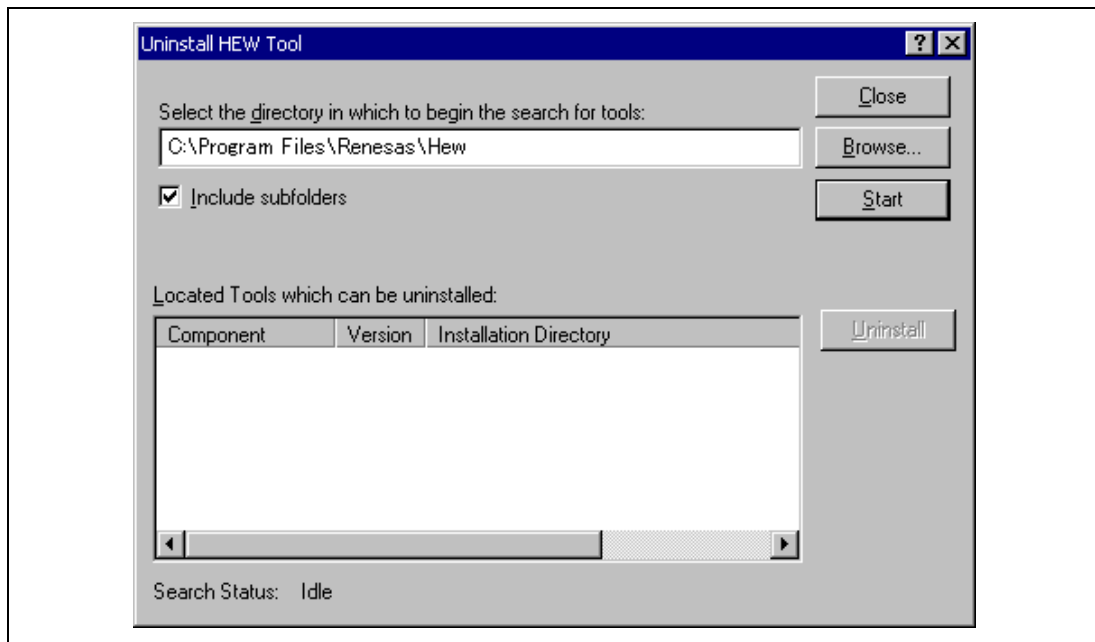 Uninstall HEW Tool
Close
Select the directory in which to begin the search for tools:
C:\Program Files\Renesas\Hew
Browse...
Include subfolders
Start
Located Tools which can be uninstalled:
Component Version Installation Directory
Uninstall
Search Status: Idle